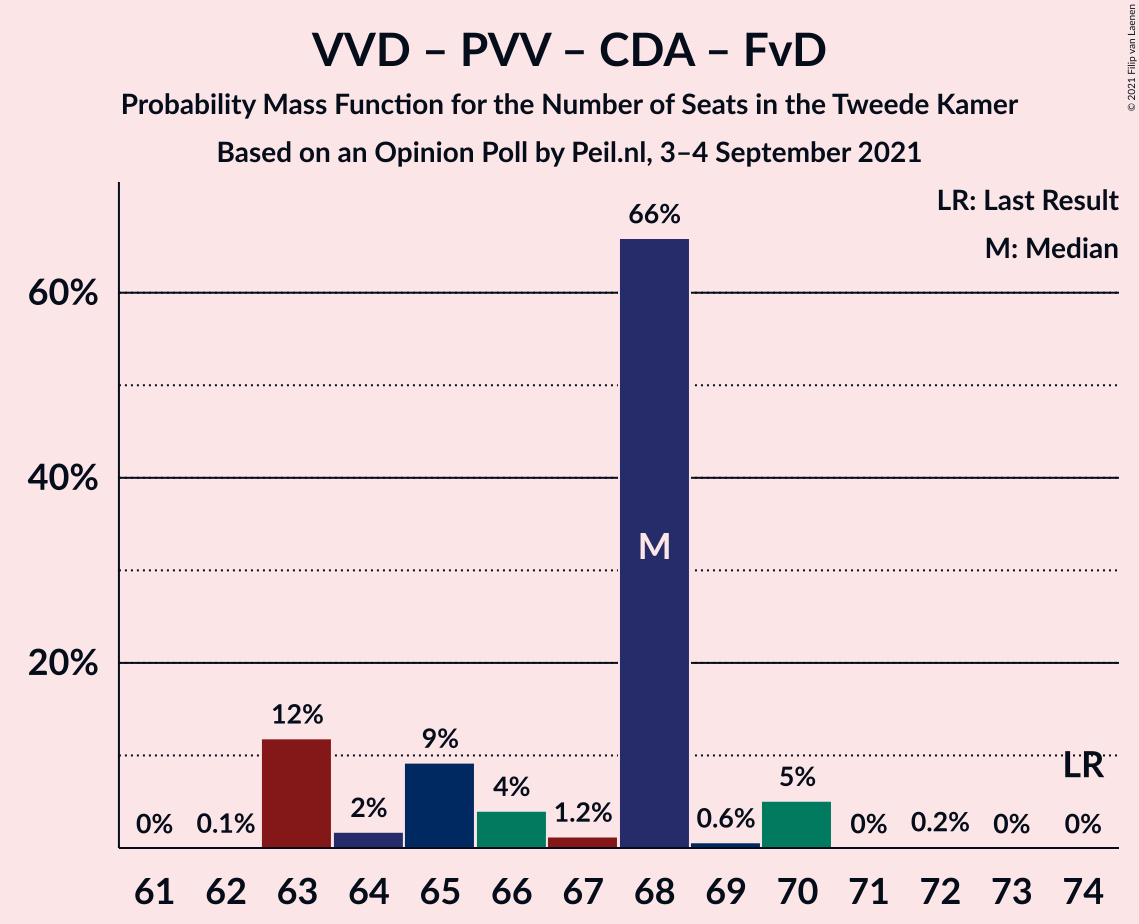 VVD – PVV – CDA – FvD
Probability Mass Function for the Number of Seats in the Tweede Kamer
Based on an Opinion Poll by Peil.nl, 3–4 September 2021
© 2021 Filip van Laenen
LR: Last Result
M: Median
60%
40%
20%
0%
0.1%
12%
2%
9%
4%
1.2%
66%
M
0.6%
5%
0%
0.2%
0%
0%
LR
61 62 63 64 65 66 67 68 69 70 71 72 73 74